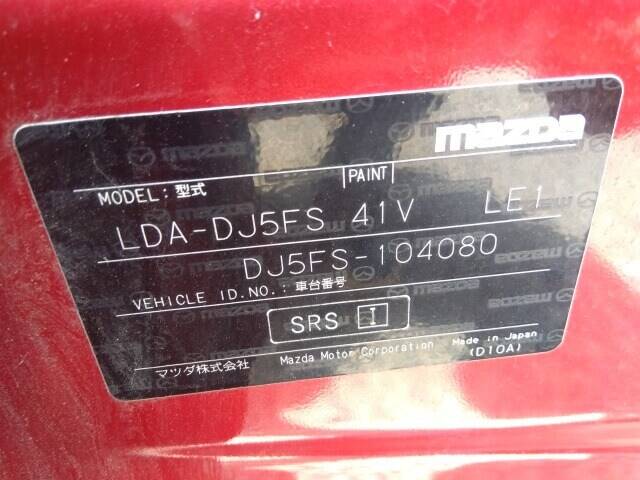 mazda
MODEL : 型式 PAINT
LDA-DJ5FS 41V LE1
DJ5FS-104080
VEHICLE ID.NO. : 車台番号
SRS I
マツダ株式会社 Mazda Motor Corporation Made in Japan
(D10A)